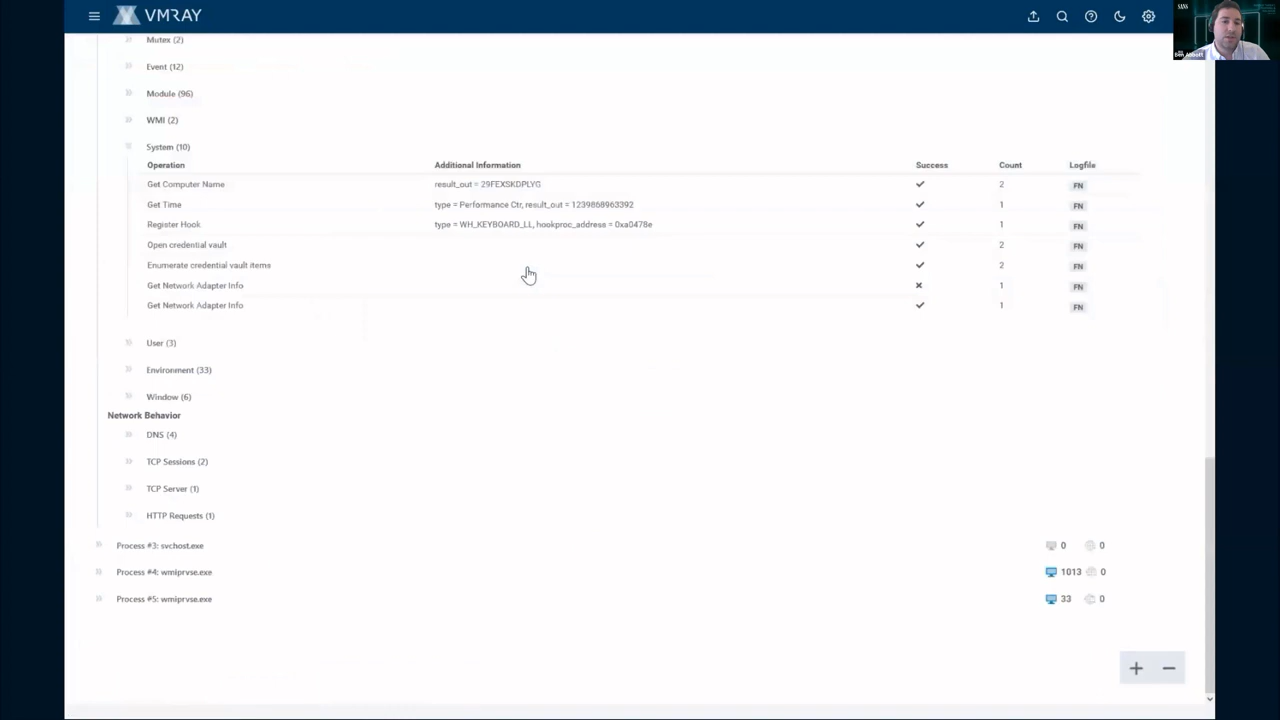 VMRAY
SANS
Ben Abbott
Mutex (2)
Event (12)
Module (96)
WMI (2)
System (10)
Operation Additional Information Success Count Logfile
Get Computer Name result_out = 29FEXSKDPLYG 2 FN
Get Time type = Performance Ctr, result_out = 1239868963392 1 FN
Register Hook type = WH_KEYBOARD_LL, hookproc_address = 0xa0478e 1 FN
Open credential vault 2 FN
Enumerate credential vault items 2 FN
Get Network Adapter Info 1 FN
Get Network Adapter Info 1 FN
User (3)
Environment (33)
Window (6)
Network Behavior
DNS (4)
TCP Sessions (2)
TCP Server (1)
HTTP Requests (1)
Process #3: svchost.exe 0 0
Process #4: wmiprvse.exe 1013 0
Process #5: wmiprvse.exe 33 0